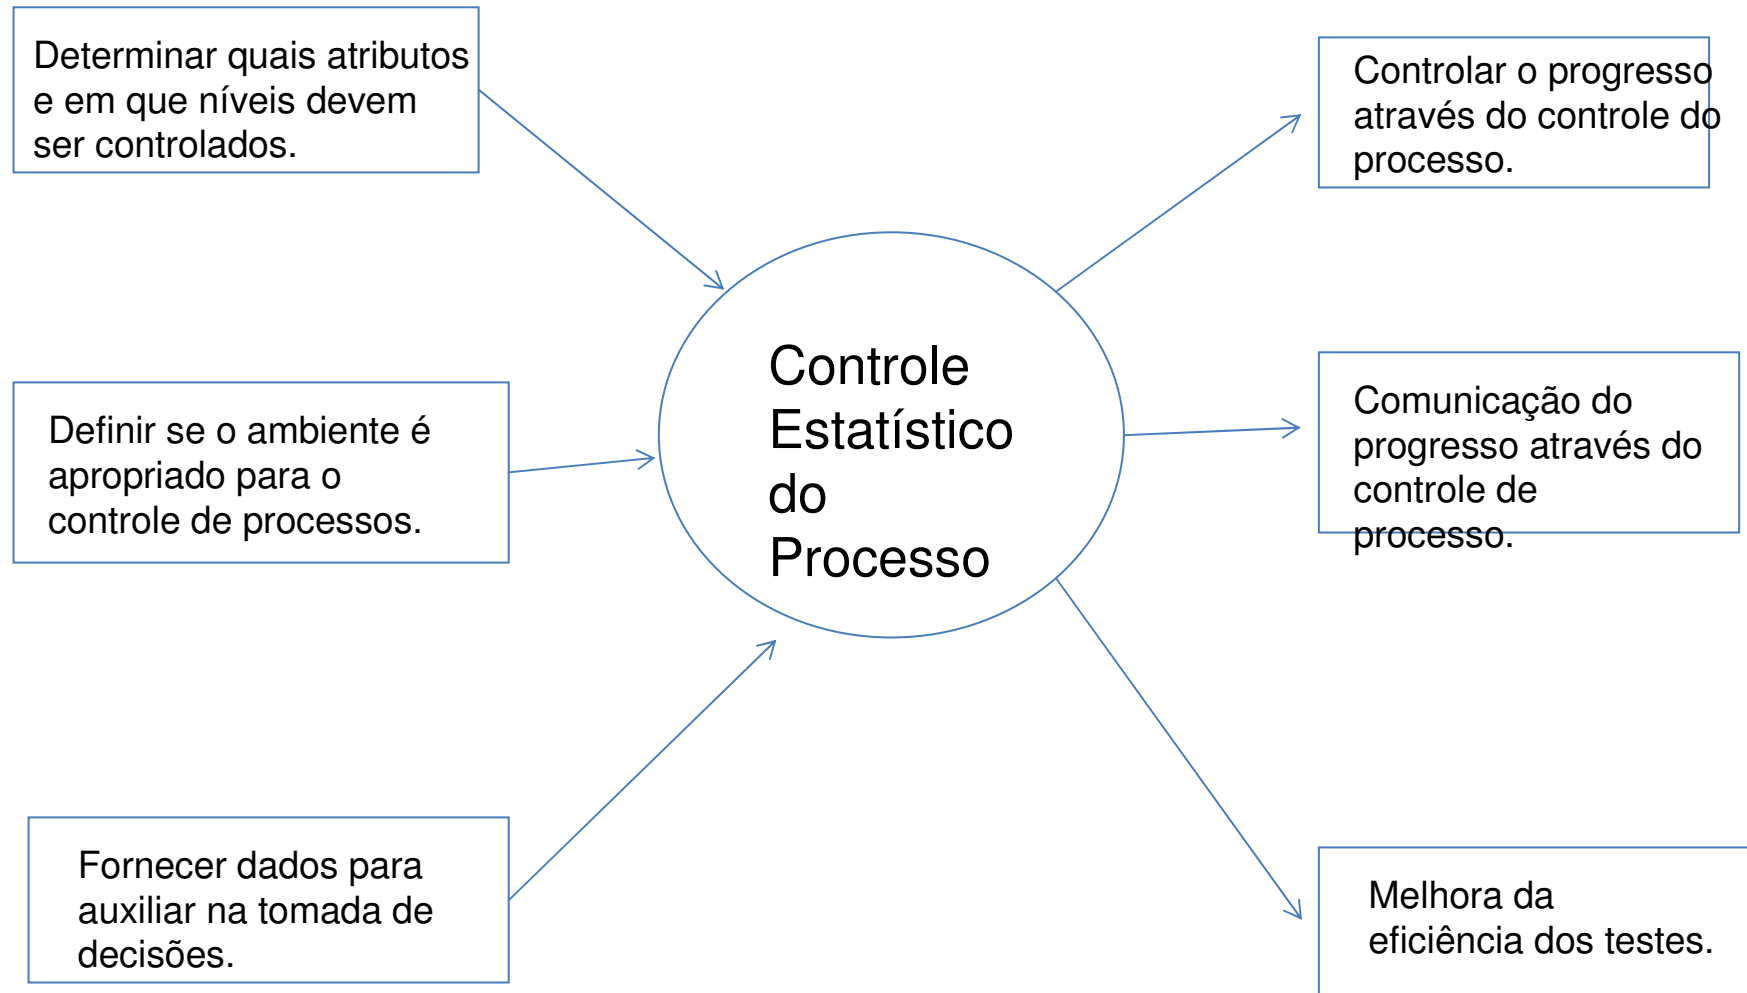 Determinar quais atributos
e em que níveis devem
ser controlados.
Definir se o ambiente é
apropriado para o
controle de processos.
Fornecer dados para
auxiliar na tomada de
decisões.
Controle
Estatístico
do
Processo
Controlar o progresso
através do controle do
processo.
Comunicação do
progresso através do
controle de
processo.
Melhora da
eficiência dos testes.